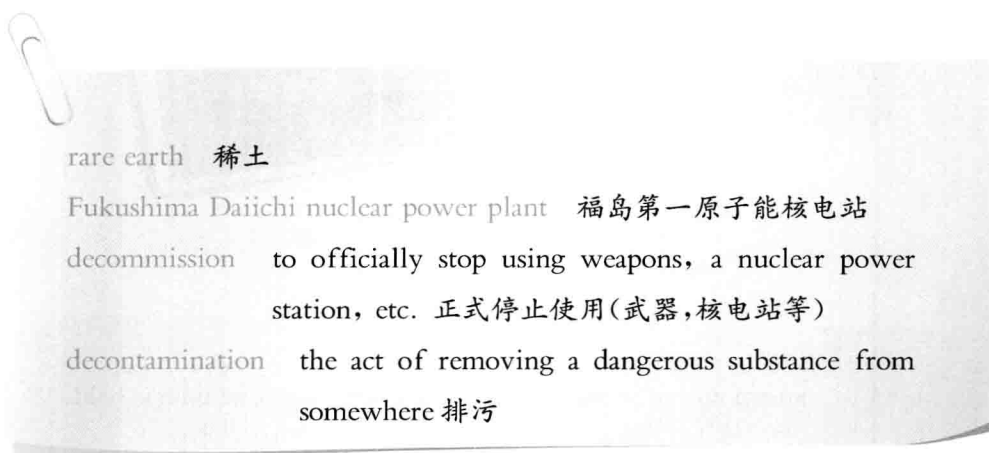 rare earth 稀土
Fukushima Daiichi nuclear power plant 福岛第一原子能核电站
decommission to officially stop using weapons, a nuclear power
station, etc. 正式停止使用(武器,核电站等)
decontamination the act of removing a dangerous substance from
somewhere 排污